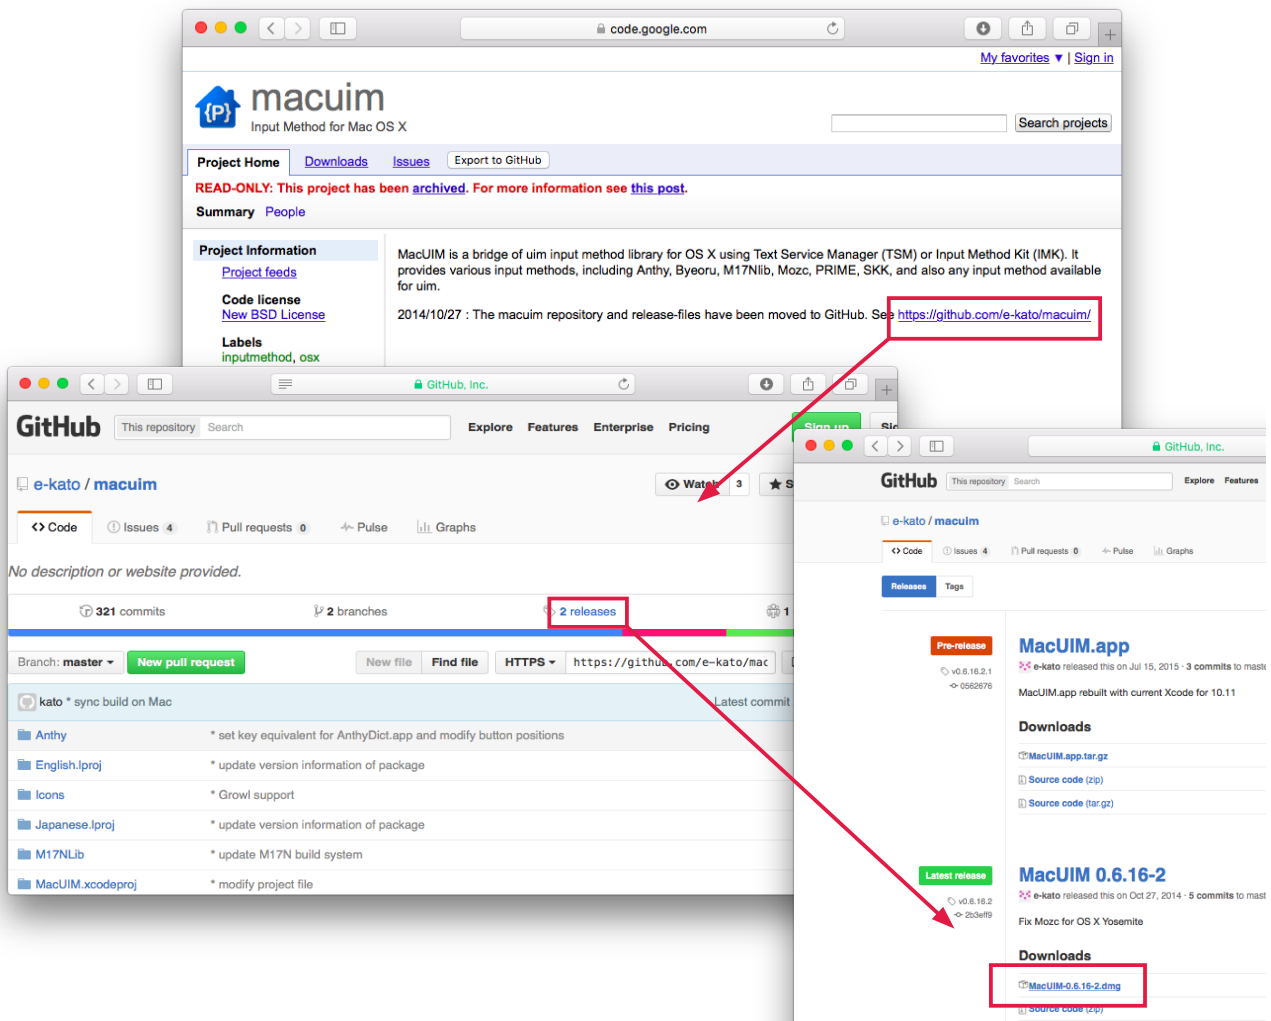 code.google.com
My favorites ▼ | Sign in
macuim
Input Method for Mac OS X
Search projects
Project Home Downloads Issues Export to GitHub
READ-ONLY: This project has been archived. For more information see this post.
Summary People
Project Information
Project feeds
Code license
New BSD License
Labels
inputmethod, osx
MacUIM is a bridge of uim input method library for OS X using Text Service Manager (TSM) or Input Method Kit (IMK). It
provides various input methods, including Anthy, Byeoru, M17Nlib, Mozc, PRIME, SKK, and also any input method available
for uim.
2014/10/27 : The macuim repository and release-files have been moved to GitHub. See https://github.com/e-kato/macuim/
GitHub, Inc.
GitHub This repository Search Explore Features Enterprise Pricing Sign up
e-kato / macuim
Watch 3
Code Issues 4 Pull requests 0 Pulse Graphs
No description or website provided.
321 commits 2 branches 2 releases 1
Branch: master New pull request New file Find file HTTPS https://github.com/e-kato/mac
kato * sync build on Mac Latest commit
Anthy * set key equivalent for AnthyDict.app and modify button positions
English.lproj * update version information of package
Icons * Growl support
Japanese.lproj * update version information of package
M17NLib * update M17N build system
MacUIM.xcodeproj * modify project file
GitHub, Inc.
GitHub This repository Search Explore Features
e-kato / macuim
Code Issues 4 Pull requests 0 Pulse Graphs
Releases Tags
Pre-release
v0.6.16.2.1
0562676
MacUIM.app
e-kato released this on Jul 15, 2015 · 3 commits to maste
MacUIM.app rebuilt with current Xcode for 10.11
Downloads
MacUIM.app.tar.gz
Source code (zip)
Source code (tar.gz)
Latest release
v0.6.16.2
2b3eff9
MacUIM 0.6.16-2
e-kato released this on Oct 27, 2014 · 5 commits to mast
Fix Mozc for OS X Yosemite
Downloads
MacUIM-0.6.16-2.dmg
Source code (zip)